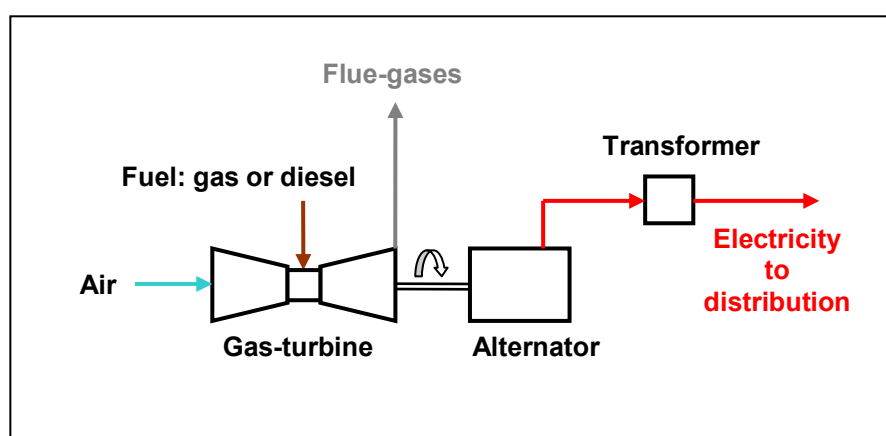 Flue-gases
Transformer
Fuel: gas or diesel
Electricity
to
distribution
Air
Gas-turbine
Alternator